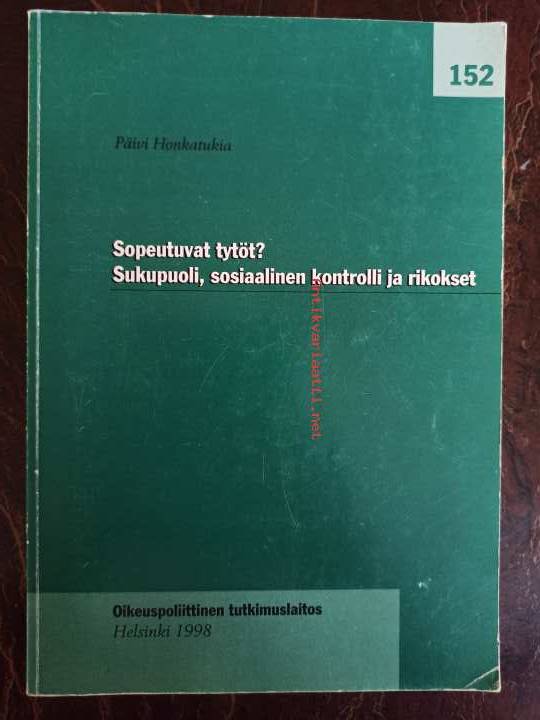 152
Päivi Honkatukia
Sopeutuvat tytöt?
Sukupuoli, sosiaalinen kontrolli ja rikokset
antikvariaatti.net
Oikeuspoliittinen tutkimuslaitos
Helsinki 1998